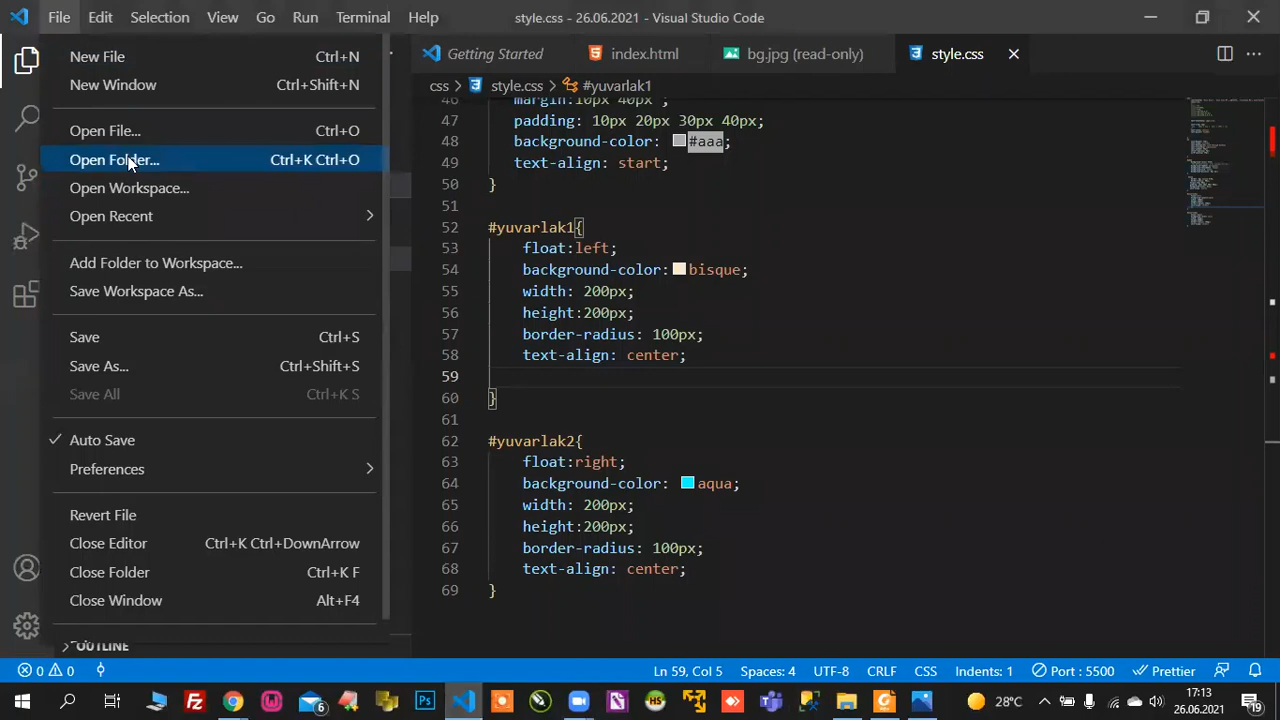 File Edit Selection View Go Run Terminal Help style.css - 26.06.2021 - Visual Studio Code
New File Ctrl+N
New Window Ctrl+Shift+N
Open File... Ctrl+O
Open Folder... Ctrl+K Ctrl+O
Open Workspace...
Open Recent
Add Folder to Workspace...
Save Workspace As...
Save Ctrl+S
Save As... Ctrl+Shift+S
Save All Ctrl+K S
Auto Save
Preferences
Revert File
Close Editor Ctrl+K Ctrl+DownArrow
Close Folder Ctrl+K F
Close Window Alt+F4
OUTLINE
Getting Started index.html bg.jpg (read-only) style.css
css > style.css > #yuvarlak1
46 margin:10px 40px ;
47 padding: 10px 20px 30px 40px;
48 background-color: #aaa;
49 text-align: start;
50 }
51
52 #yuvarlak1{
53 float:left;
54 background-color: bisque;
55 width: 200px;
56 height:200px;
57 border-radius: 100px;
58 text-align: center;
59
60 }
61
62 #yuvarlak2{
63 float:right;
64 background-color: aqua;
65 width: 200px;
66 height:200px;
67 border-radius: 100px;
68 text-align: center;
69 }
0 0 Ln 59, Col 5 Spaces: 4 UTF-8 CRLF CSS Indents: 1 Port : 5500 Prettier
6 Ps HS 28°C 17:13
26.06.2021 19